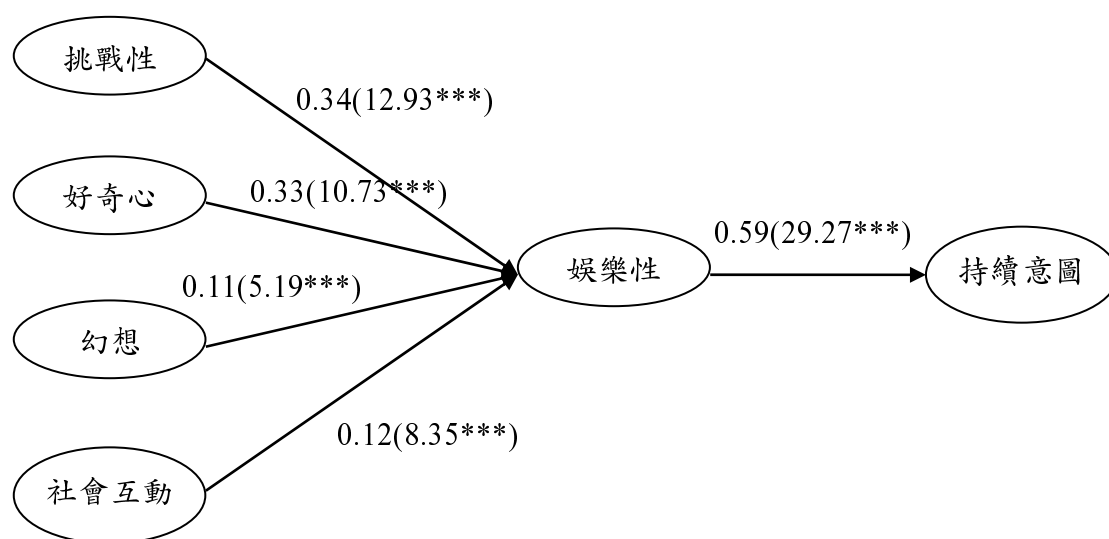 挑戰性
0.34(12.93***)
好奇心
0.33(10.73***)
娛樂性
0.59(29.27***)
持續意圖
0.11(5.19***)
幻想
0.12(8.35***)
社會互動